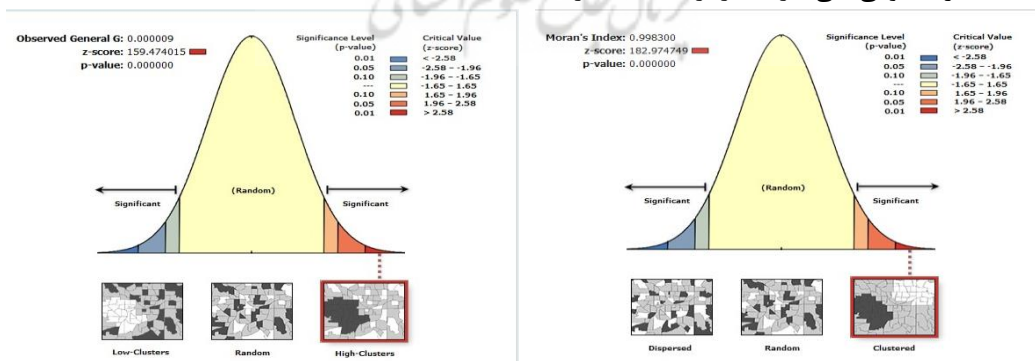 Observed General G: 0.000009
z-score: 159.474015
p-value: 0.000000
Significance Level
(p-value)
Critical Value
(z-score)
0.01 < -2.58
0.05 -2.58 – -1.96
0.10 -1.96 – -1.65
--- -1.65 – 1.65
0.10 1.65 – 1.96
0.05 1.96 – 2.58
0.01 > 2.58
Significant
(Random)
Significant
Low-Clusters
Random
High-Clusters
Moran's Index: 0.998300
z-score: 182.974749
p-value: 0.000000
Significance Level
(p-value)
Critical Value
(z-score)
0.01 < -2.58
0.05 -2.58 – -1.96
0.10 -1.96 – -1.65
--- -1.65 – 1.65
0.10 1.65 – 1.96
0.05 1.96 – 2.58
0.01 > 2.58
Significant
(Random)
Significant
Dispersed
Random
Clustered